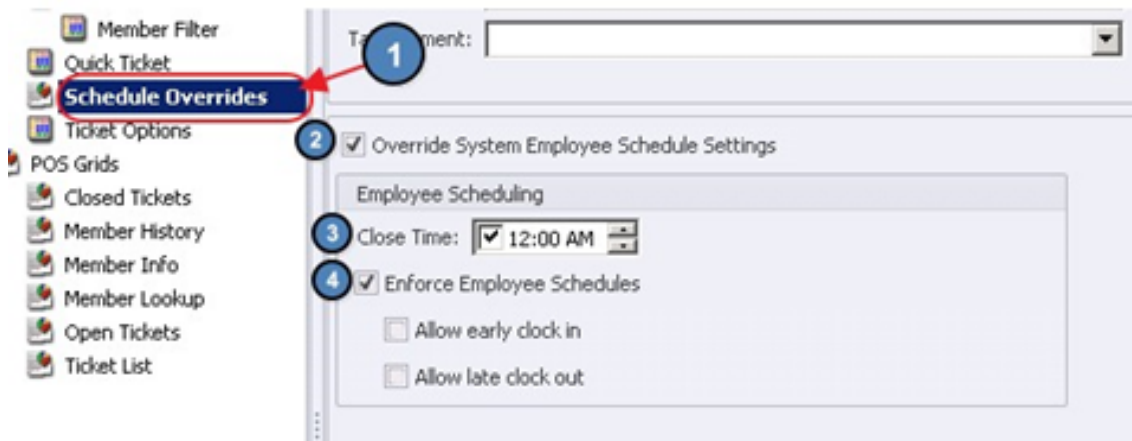 Member Filter
Quick Ticket
Schedule Overrides
Ticket Options
POS Grids
Closed Tickets
Member History
Member Info
Member Lookup
Open Tickets
Ticket List
1
2
Override System Employee Schedule Settings
Employee Scheduling
3
Close Time: 12:00 AM
4
Enforce Employee Schedules
Allow early clock in
Allow late clock out